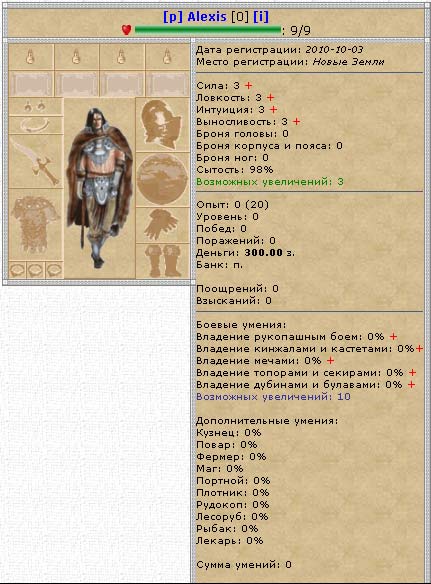 [p] Alexis [0] [i]
: 9/9
Дата регистрации: 2010-10-03
Место регистрации: Новые Земли
Сила: 3 +
Ловкость: 3 +
Интуиция: 3 +
Выносливость: 3 +
Броня головы: 0
Броня корпуса и пояса: 0
Броня ног: 0
Сытость: 98%
Возможных увеличений: 3
Опыт: 0 (20)
Уровень: 0
Побед: 0
Поражений: 0
Деньги: 300.00 з.
Банк: п.
Поощрений: 0
Взысканий: 0
Боевые умения:
Владение рукопашным боем: 0% +
Владение кинжалами и кастетами: 0%+
Владение мечами: 0% +
Владение топорами и секирами: 0% +
Владение дубинами и булавами: 0% +
Возможных увеличений: 10
Дополнительные умения:
Кузнец: 0%
Повар: 0%
Фермер: 0%
Маг: 0%
Портной: 0%
Плотник: 0%
Рудокоп: 0%
Лесоруб: 0%
Рыбак: 0%
Лекарь: 0%
Сумма умений: 0